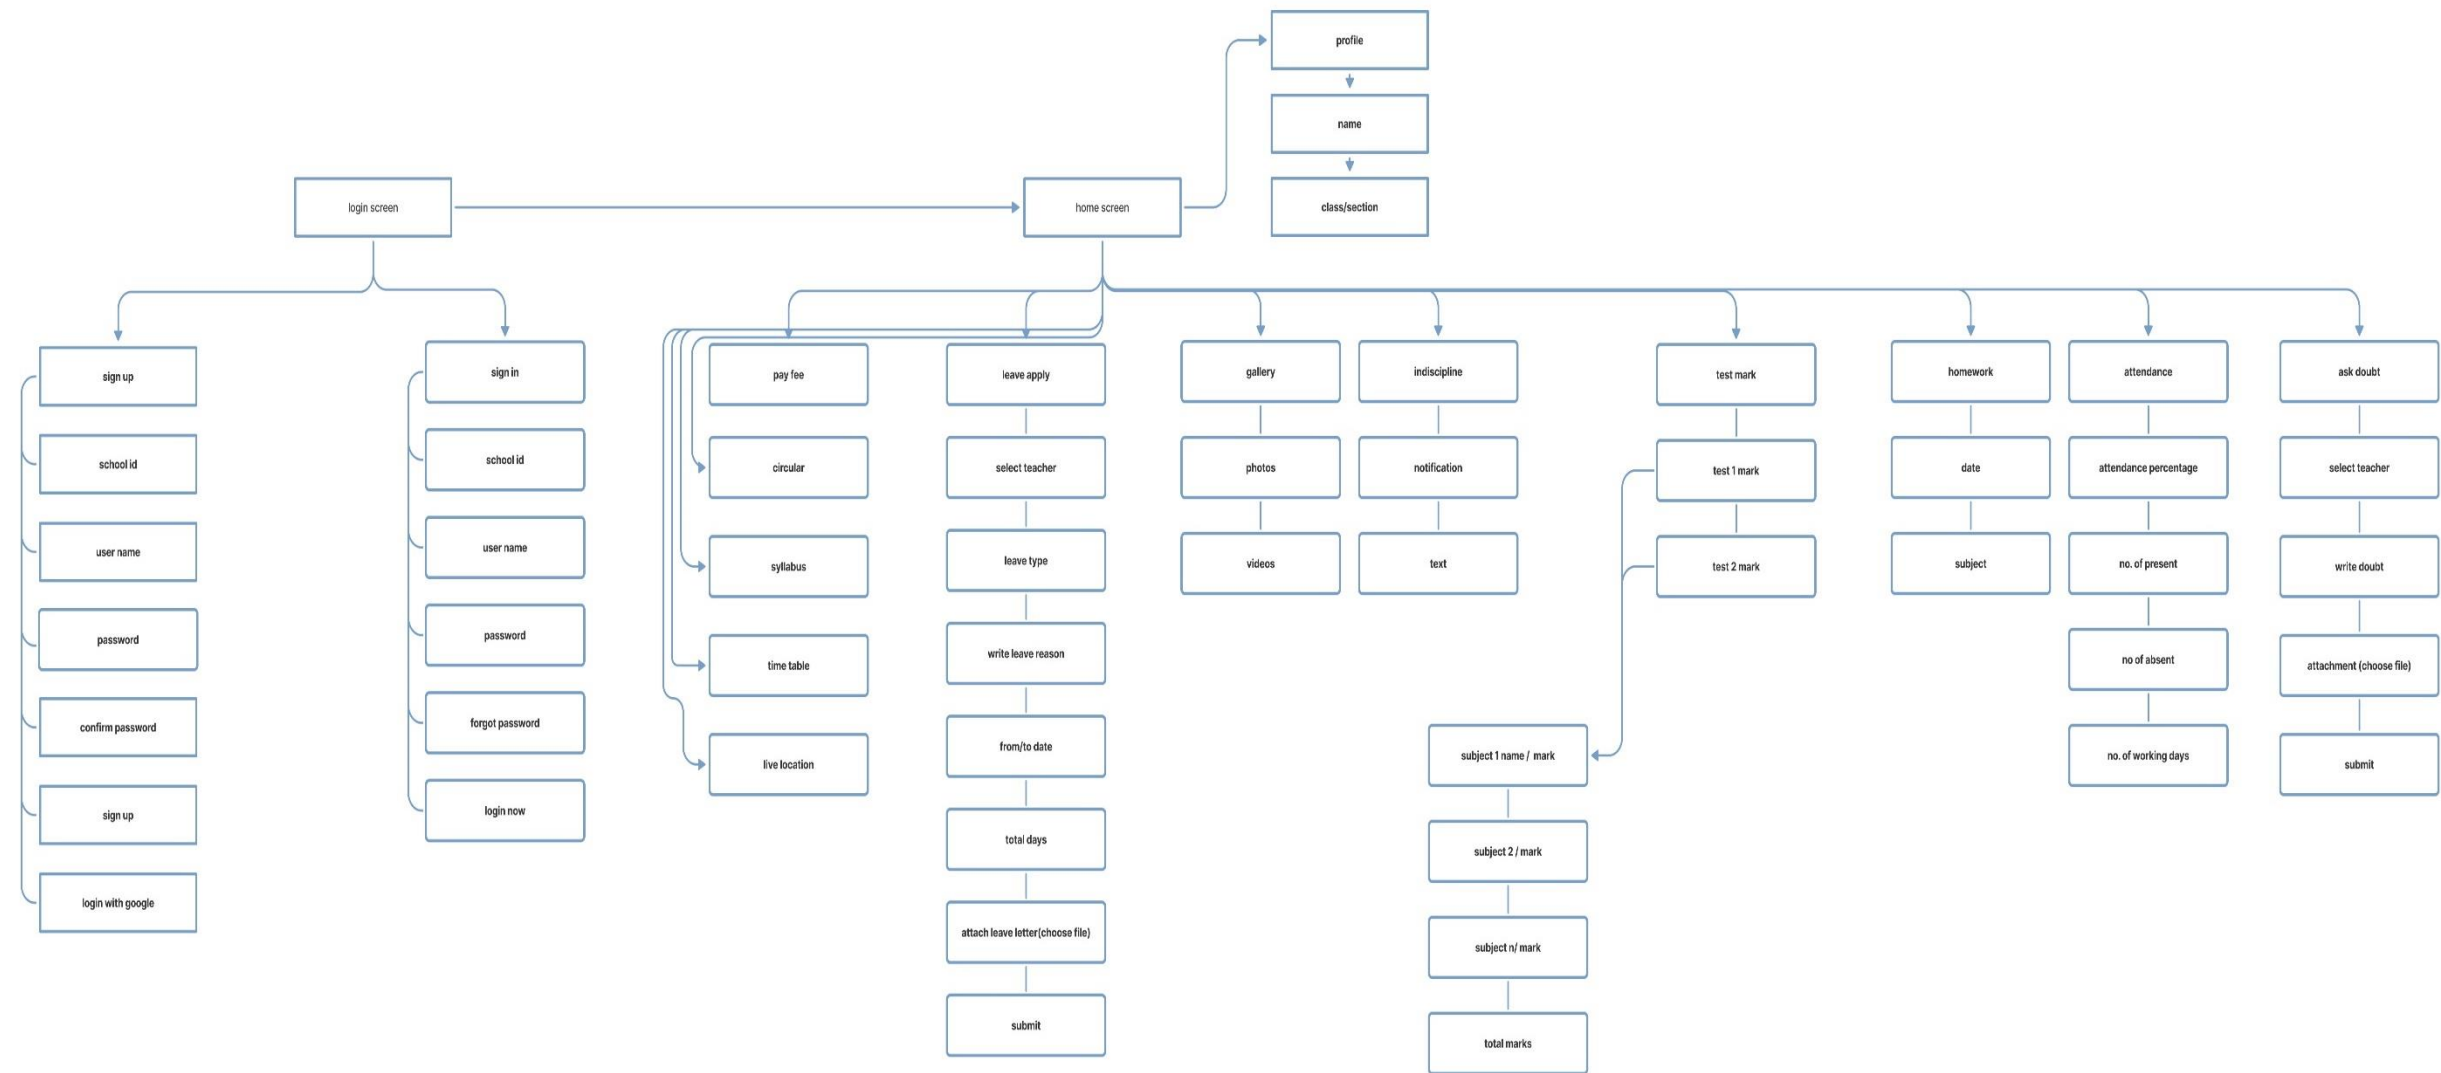 profile
name
class/section
login screen
home screen
sign up
school id
user name
password
confirm password
sign up
login with google
sign in
school id
user name
password
forgot password
login now
pay fee
circular
syllabus
time table
live location
leave apply
select teacher
leave type
write leave reason
from/to date
total days
attach leave letter(choose file)
submit
gallery
photos
videos
indiscipline
notification
text
test mark
test 1 mark
test 2 mark
subject 1 name / mark
subject 2 / mark
subject n/ mark
total marks
homework
date
subject
attendance
attendance percentage
no. of present
no of absent
no. of working days
ask doubt
select teacher
write doubt
attachment (choose file)
submit